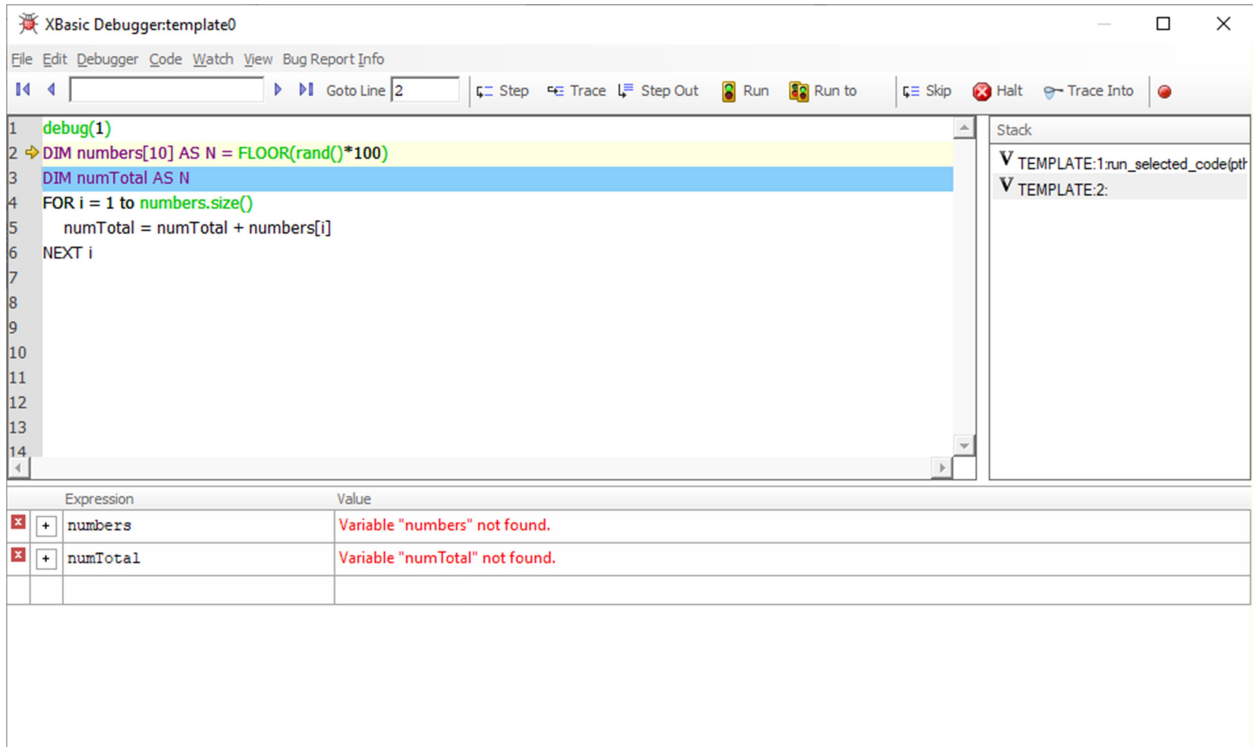 XBasic Debugger:template0
File Edit Debugger Code Watch View Bug Report Info
Goto Line 2 Step Trace Step Out Run Run to Skip Halt Trace Into
1 debug(1)
2 DIM numbers[10] AS N = FLOOR(rand()*100)
3 DIM numTotal AS N
4 FOR i = 1 to numbers.size()
5 numTotal = numTotal + numbers[i]
6 NEXT i
7
8
9
10
11
12
13
14
Stack
V TEMPLATE:1:run_selected_code(pth
V TEMPLATE:2:
Expression Value
x + numbers Variable "numbers" not found.
x + numTotal Variable "numTotal" not found.